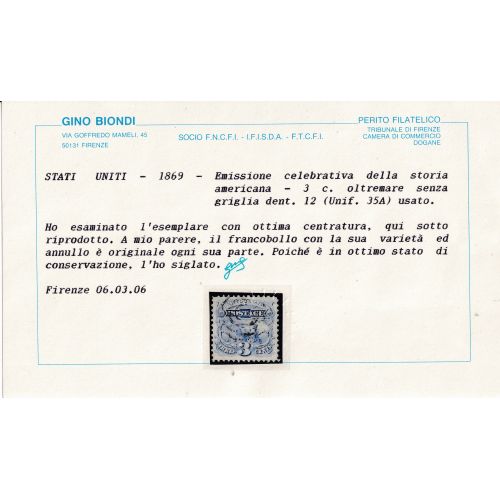 GINO BIONDI
VIA GOFFREDO MAMELI, 45
50131 FIRENZE
SOCIO F.N.C.F.I. - I.F.I.S.D.A. - F.T.C.F.I.
PERITO FILATELICO
TRIBUNALE DI FIRENZE
CAMERA DI COMMERCIO
DOGANE
STATI UNITI - 1869 - Emissione celebrativa della storia
americana - 3 c. oltremare senza
griglia dent. 12 (Unif. 35A) usato.
Ho esaminato l'esemplare con ottima centratura, qui sotto
riprodotto. A mio parere, il francobollo con la sua varietà ed
annullo è originale ogni sua parte. Poichè è in ottimo stato di
conservazione, l'ho siglato.
Firenze 06.03.06
POSTAGE
3